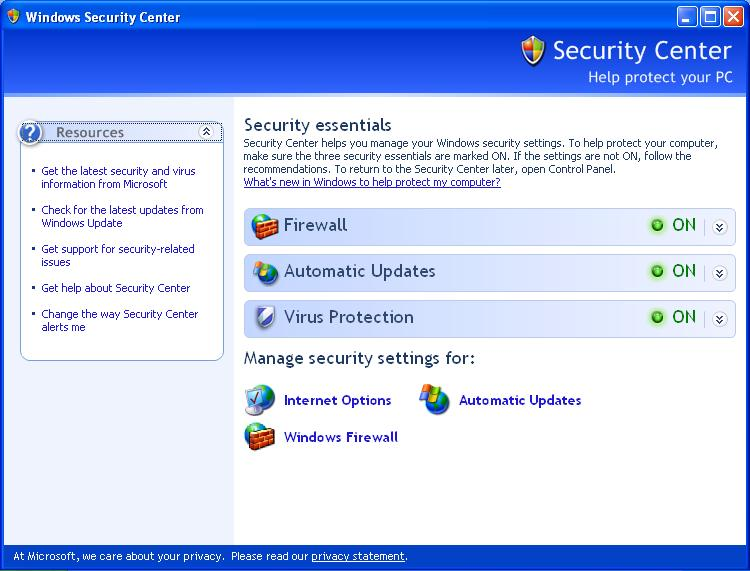 Windows Security Center
Security Center
Help protect your PC
Resources
Get the latest security and virus
information from Microsoft
Check for the latest updates from
Windows Update
Get support for security-related
issues
Get help about Security Center
Change the way Security Center
alerts me
Security essentials
Security Center helps you manage your Windows security settings. To help protect your computer,
make sure the three security essentials are marked ON. If the settings are not ON, follow the
recommendations. To return to the Security Center later, open Control Panel.
What's new in Windows to help protect my computer?
Firewall ON
Automatic Updates ON
Virus Protection ON
Manage security settings for:
Internet Options Automatic Updates
Windows Firewall
At Microsoft, we care about your privacy. Please read our privacy statement.